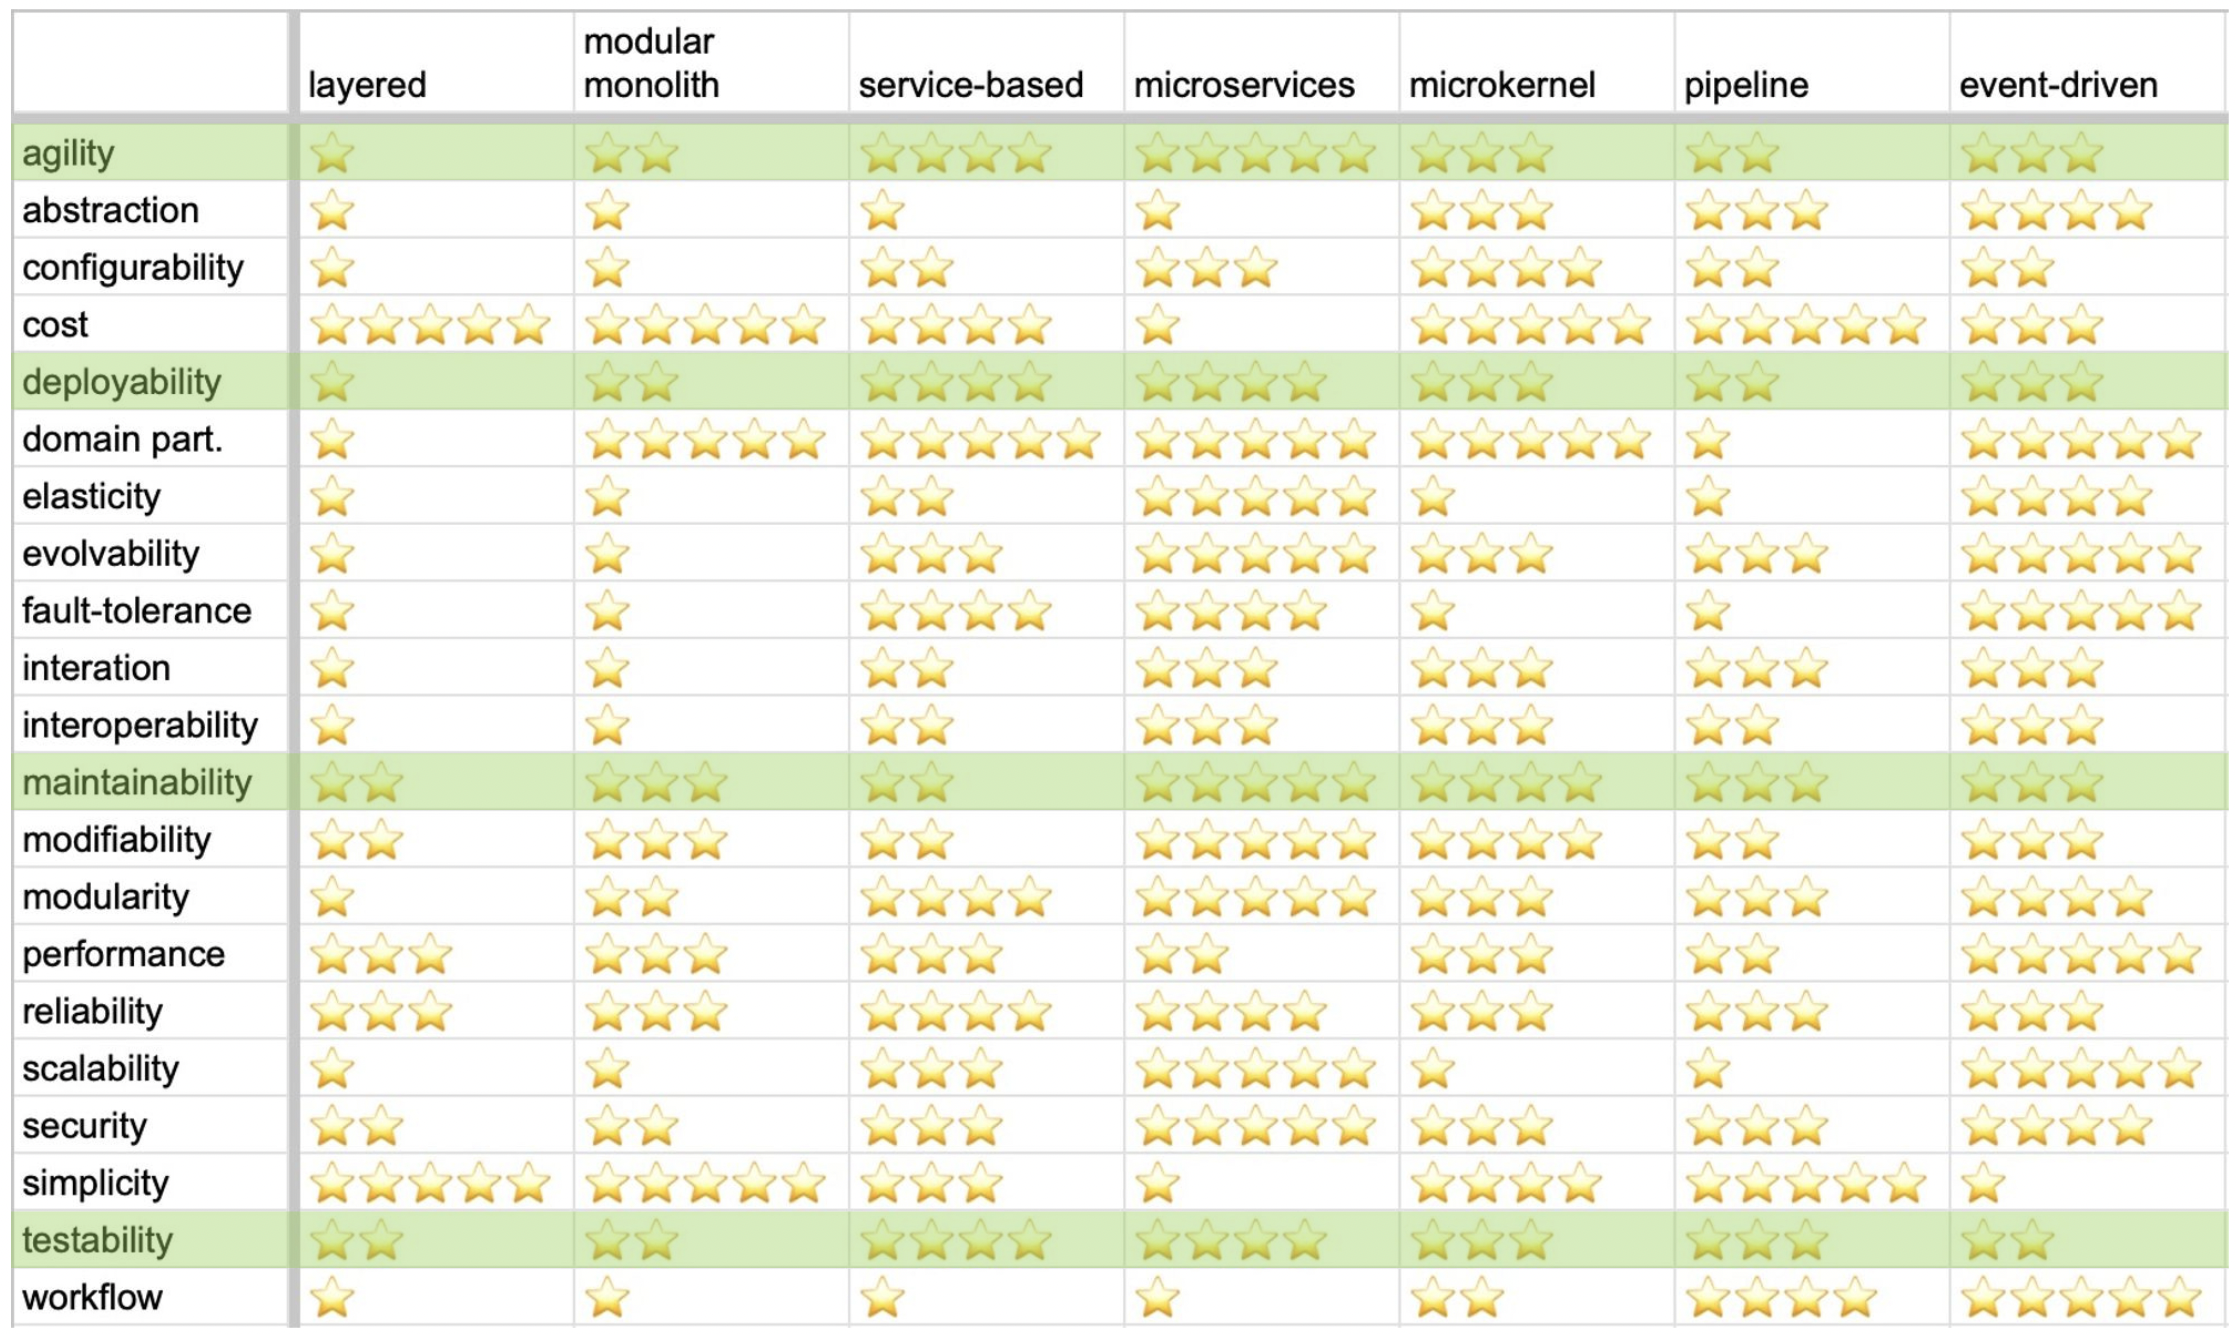 layered
modular
monolith
service-based
microservices
microkernel
pipeline
event-driven
agility
abstraction
configurability
cost
deployability
domain part.
elasticity
evolvability
fault-tolerance
interation
interoperability
maintainability
modifiability
modularity
performance
reliability
scalability
security
simplicity
testability
workflow